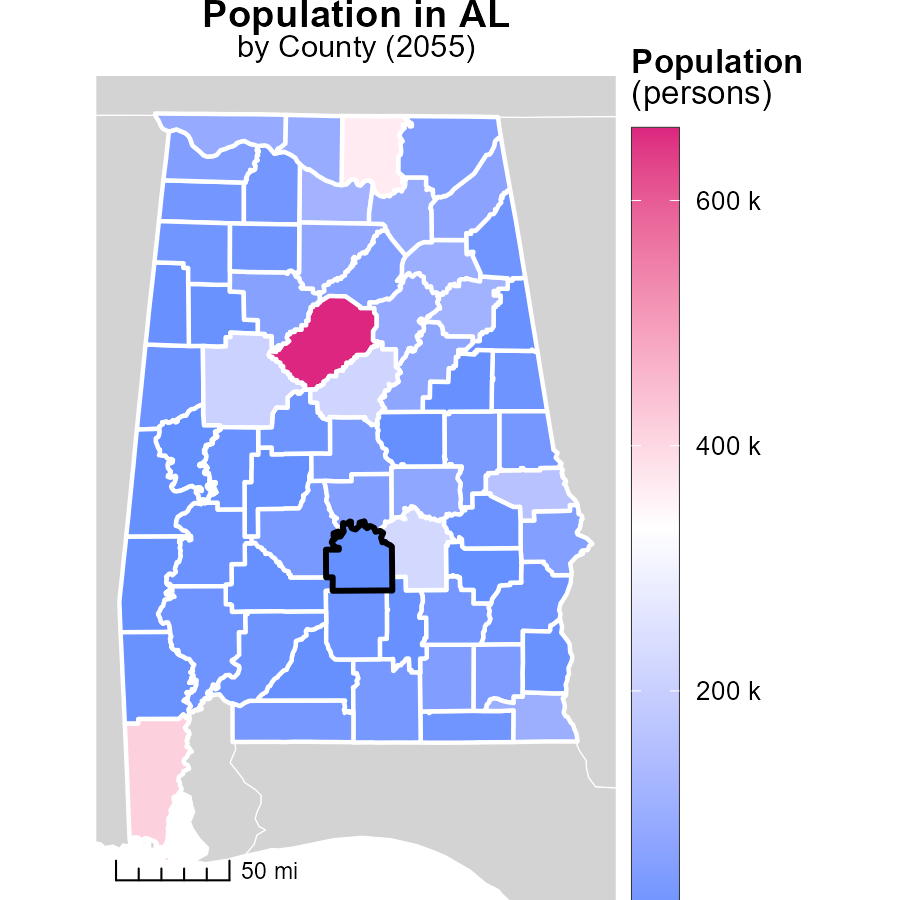 Population in AL
by County (2055)
Population
(persons)
600 k
400 k
200 k
50 mi